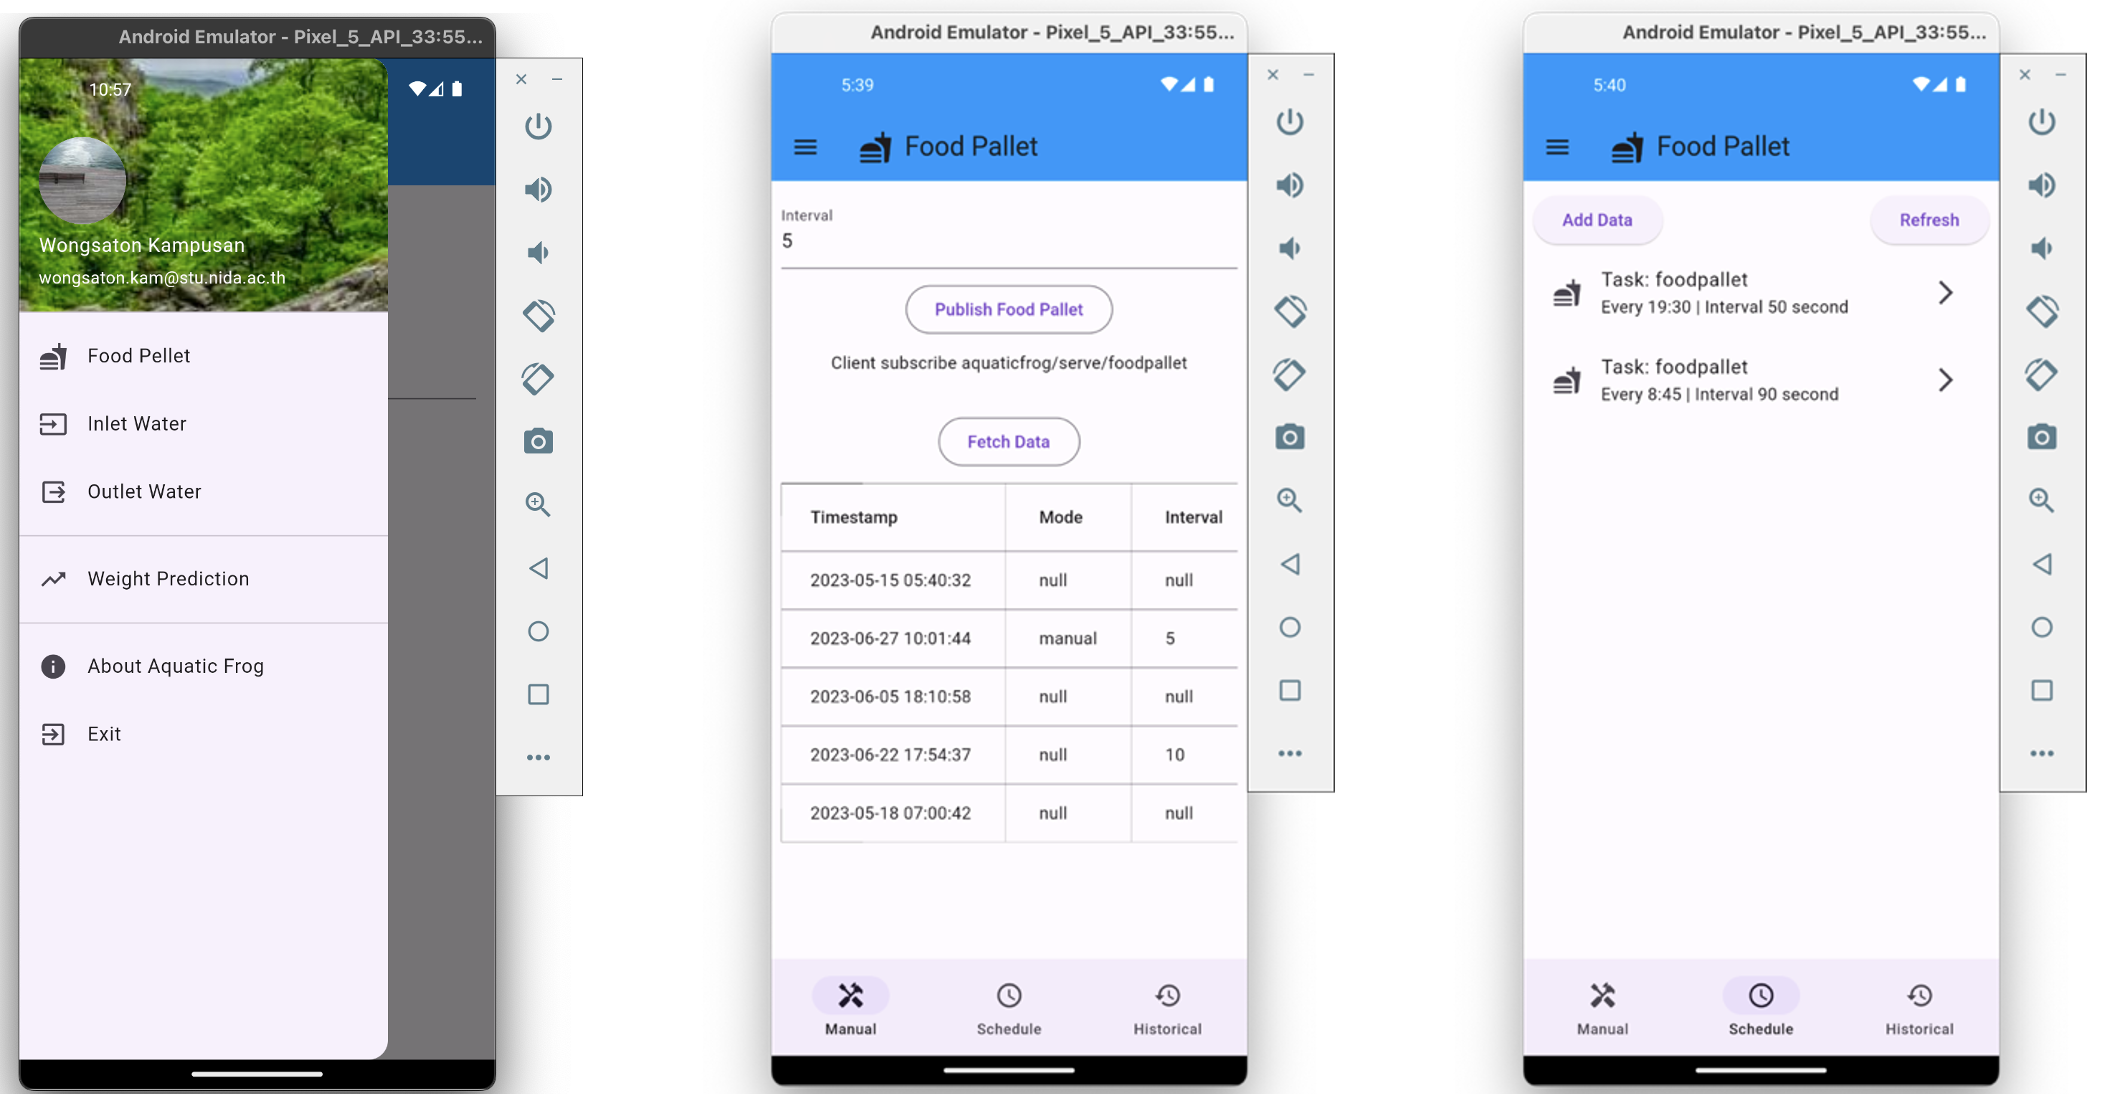 Android Emulator - Pixel_5_API_33:55...
10:57
Wongsaton Kampusan
wongsaton.kam@stu.nida.ac.th
Food Pellet
Inlet Water
Outlet Water
Weight Prediction
About Aquatic Frog
Exit
Android Emulator - Pixel_5_API_33:55...
5:39
Food Pallet
Interval
5
Publish Food Pallet
Client subscribe aquaticfrog/serve/foodpallet
Fetch Data
Timestamp Mode Interval
2023-05-15 05:40:32 null null
2023-06-27 10:01:44 manual 5
2023-06-05 18:10:58 null null
2023-06-22 17:54:37 null 10
2023-05-18 07:00:42 null null
Manual Schedule Historical
Android Emulator - Pixel_5_API_33:55...
5:40
Food Pallet
Add Data Refresh
Task: foodpallet
Every 19:30 | Interval 50 second
Task: foodpallet
Every 8:45 | Interval 90 second
Manual Schedule Historical